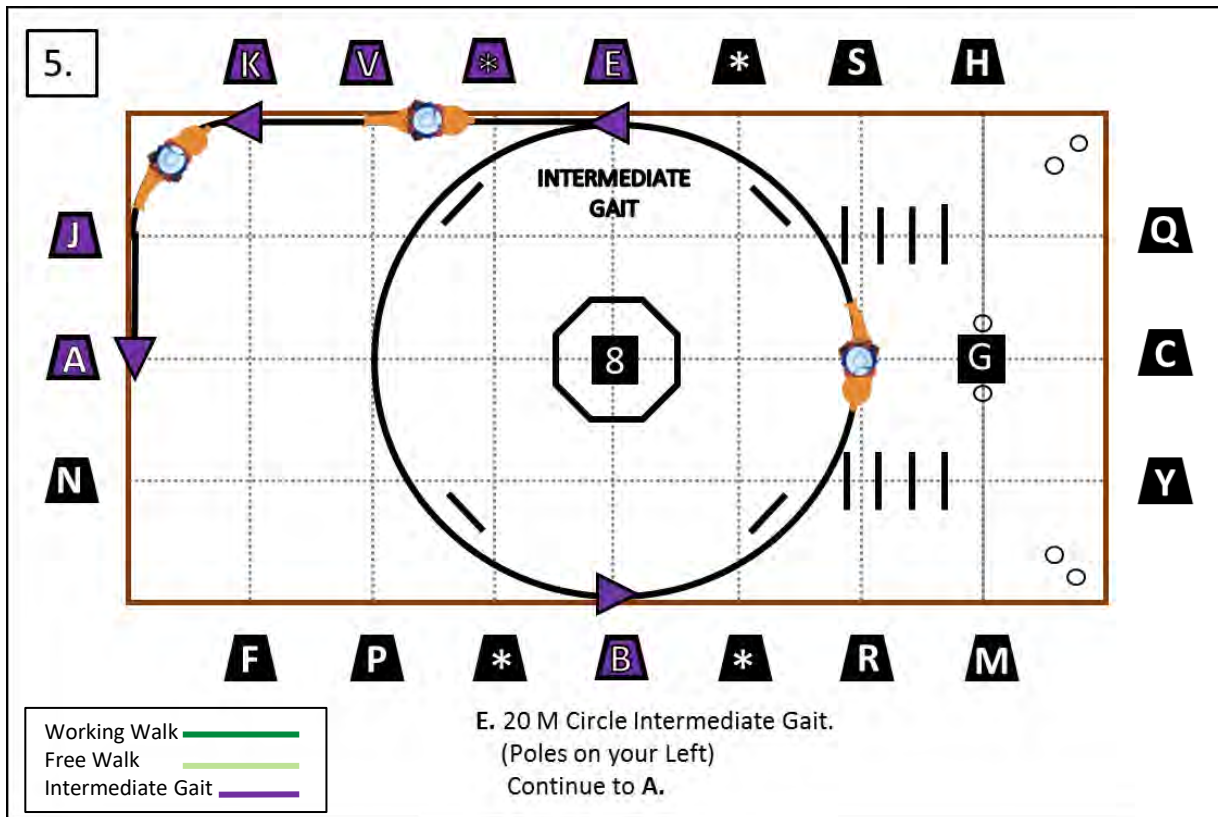 5.
K V * E * S H
INTERMEDIATE
GAIT
J
Q
A
8
G
C
N
Y
F P * B * R M
Working Walk
Free Walk
Intermediate Gait
E. 20 M Circle Intermediate Gait.
(Poles on your Left)
Continue to A.